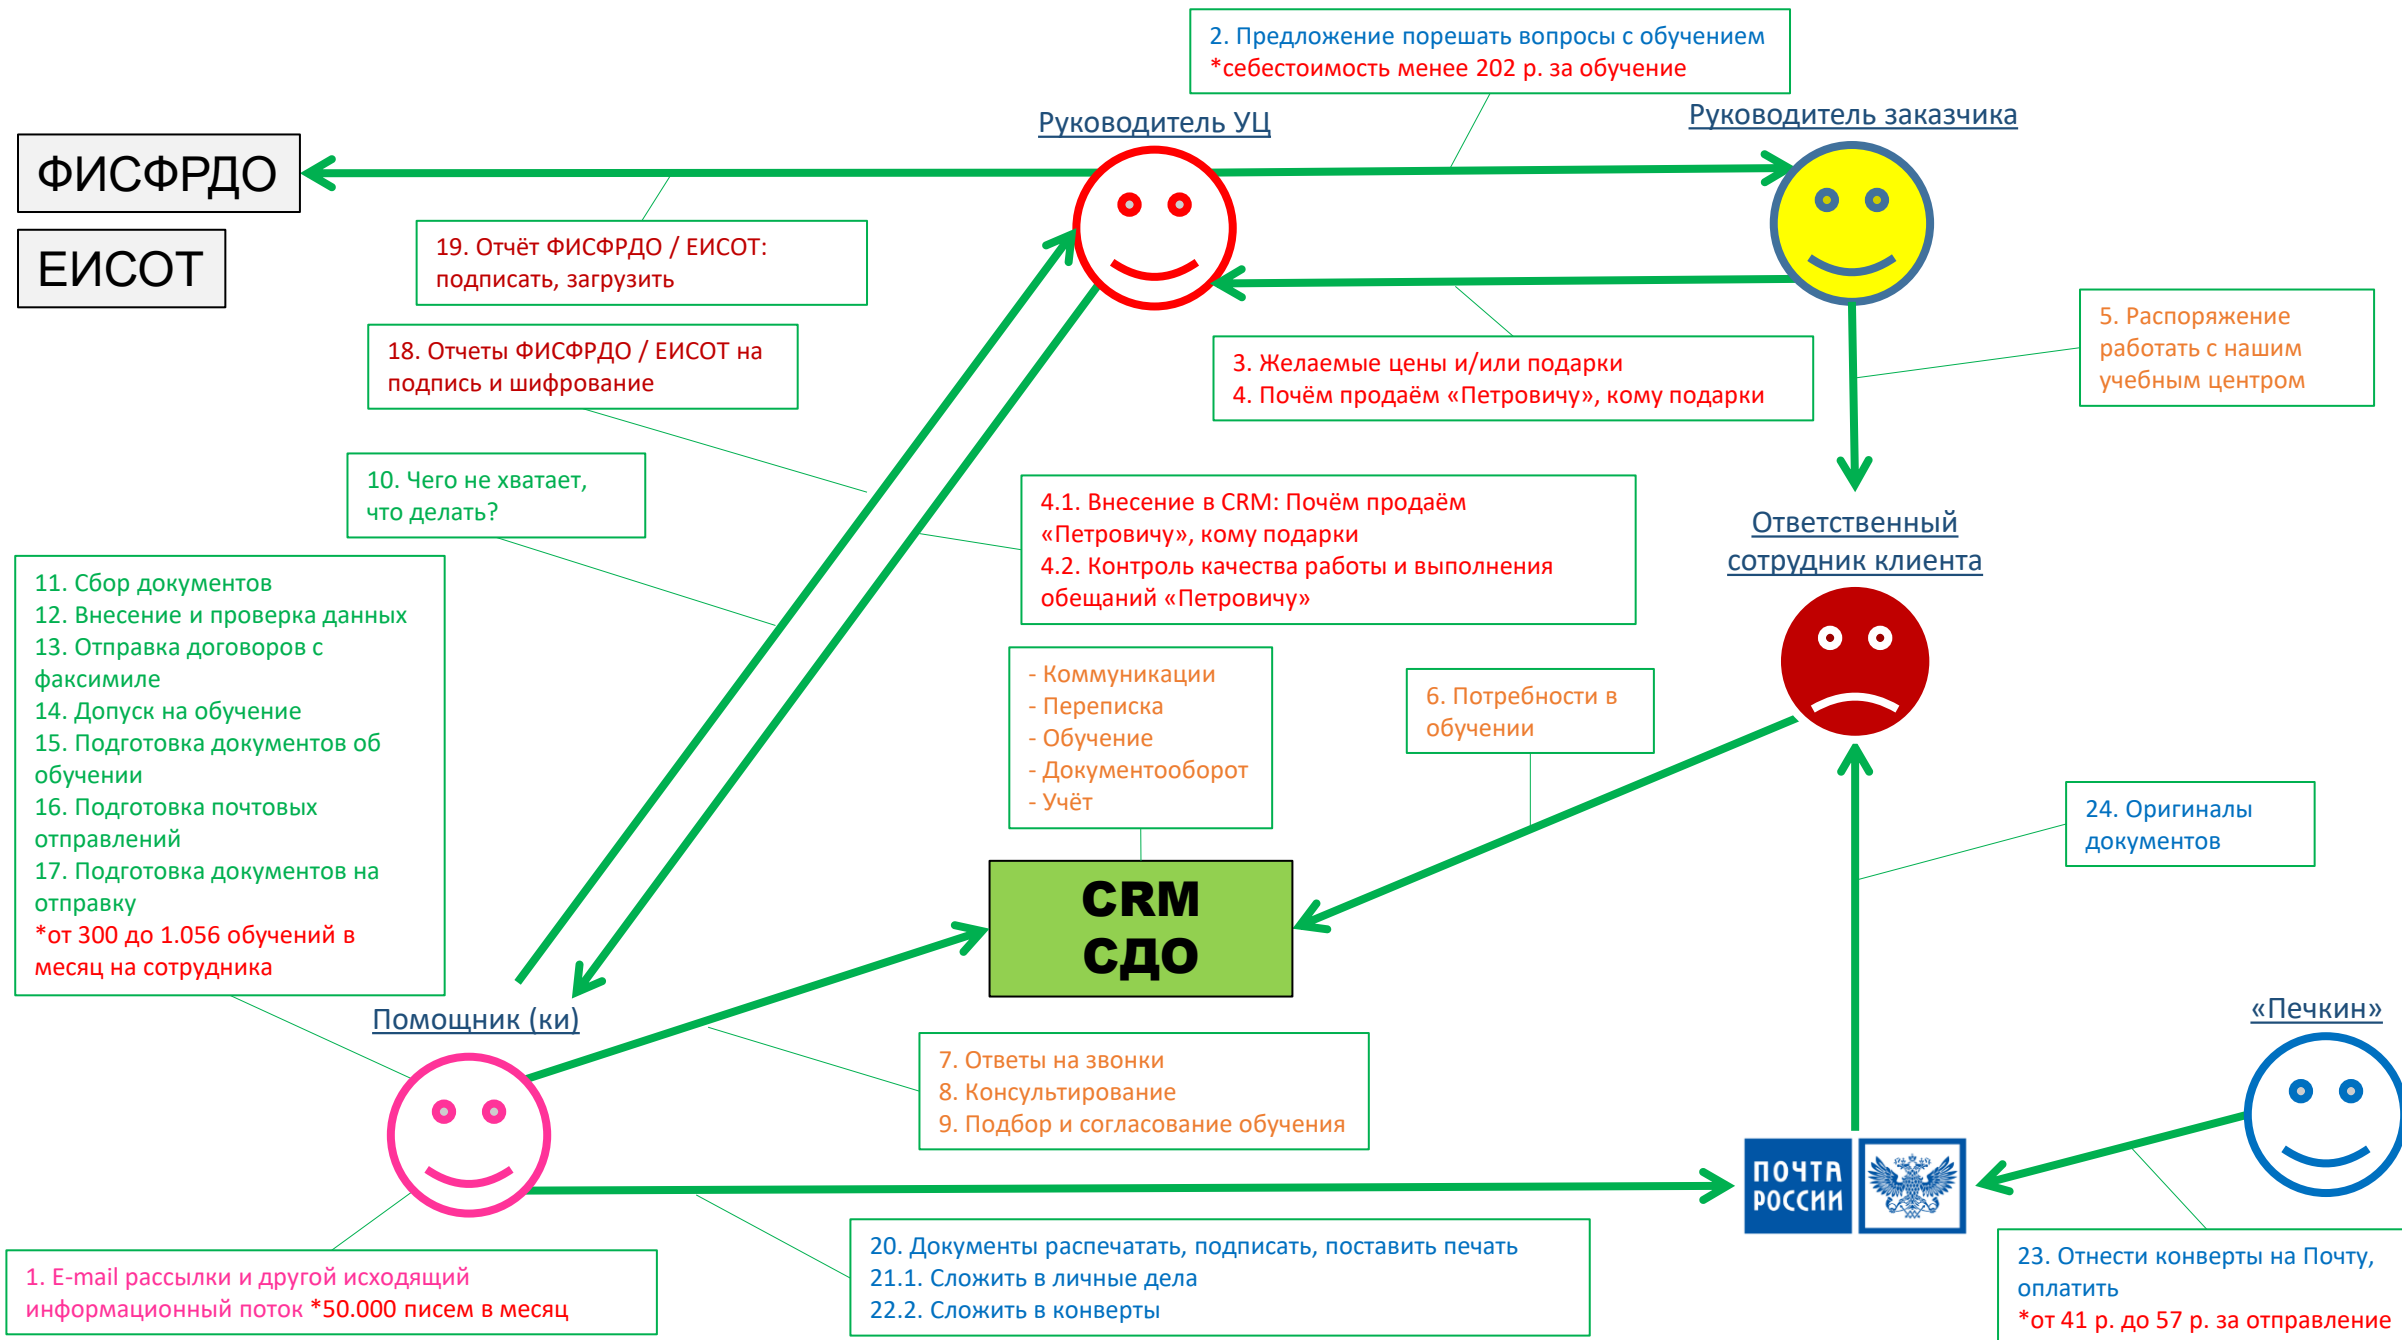 2. Предложение порешать вопросы с обучением
*себестоимость менее 202 р. за обучение
Руководитель УЦ
Руководитель заказчика
ФИСФРДО
ЕИСОТ
19. Отчёт ФИСФРДО / ЕИСОТ:
подписать, загрузить
18. Отчеты ФИСФРДО / ЕИСОТ на
подпись и шифрование
3. Желаемые цены и/или подарки
4. Почём продаём «Петровичу», кому подарки
5. Распоряжение
работать с нашим
учебным центром
10. Чего не хватает,
что делать?
4.1. Внесение в CRM: Почём продаём
«Петровичу», кому подарки
4.2. Контроль качества работы и выполнения
обещаний «Петровичу»
Ответственный
сотрудник клиента
11. Сбор документов
12. Внесение и проверка данных
13. Отправка договоров с
факсимиле
14. Допуск на обучение
15. Подготовка документов об
обучении
16. Подготовка почтовых
отправлений
17. Подготовка документов на
отправку
*от 300 до 1.056 обучений в
месяц на сотрудника
- Коммуникации
- Переписка
- Обучение
- Документооборот
- Учёт
6. Потребности в
обучении
24. Оригиналы
документов
CRM
СДО
Помощник (ки)
«Печкин»
7. Ответы на звонки
8. Консультирование
9. Подбор и согласование обучения
ПОЧТА
РОССИИ
1. E-mail рассылки и другой исходящий
информационный поток *50.000 писем в месяц
20. Документы распечатать, подписать, поставить печать
21.1. Сложить в личные дела
22.2. Сложить в конверты
23. Отнести конверты на Почту,
оплатить
*от 41 р. до 57 р. за отправление